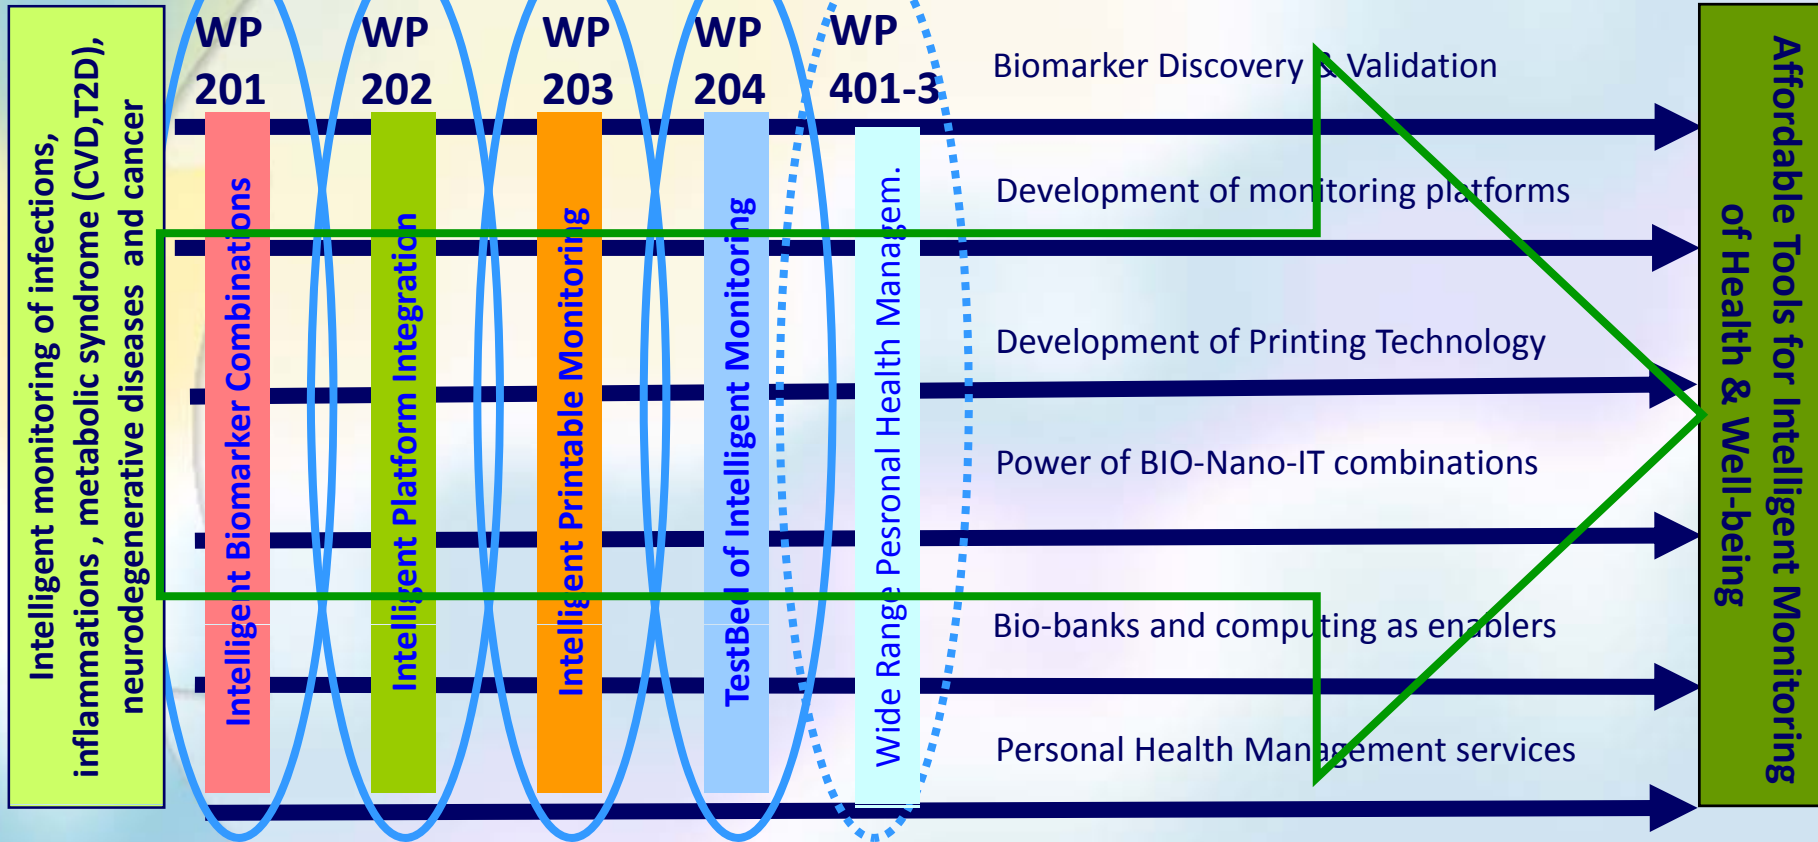 Intelligent monitoring of infections,
inflammations , metabolic syndrome (CVD,T2D),
neurodegenerative diseases and cancer
WP
201
Intelligent Biomarker Combinations
WP
202
Intelligent Platform Integration
WP
203
Intelligent Printable Monitoring
WP
204
TestBed of Intelligent Monitoring
WP
401-3
Wide Range Pesronal Health Managem.
Biomarker Discovery & Validation
Development of monitoring platforms
Development of Printing Technology
Power of BIO-Nano-IT combinations
Bio-banks and computing as enablers
Personal Health Management services
Affordable Tools for Intelligent Monitoring
of Health & Well-being